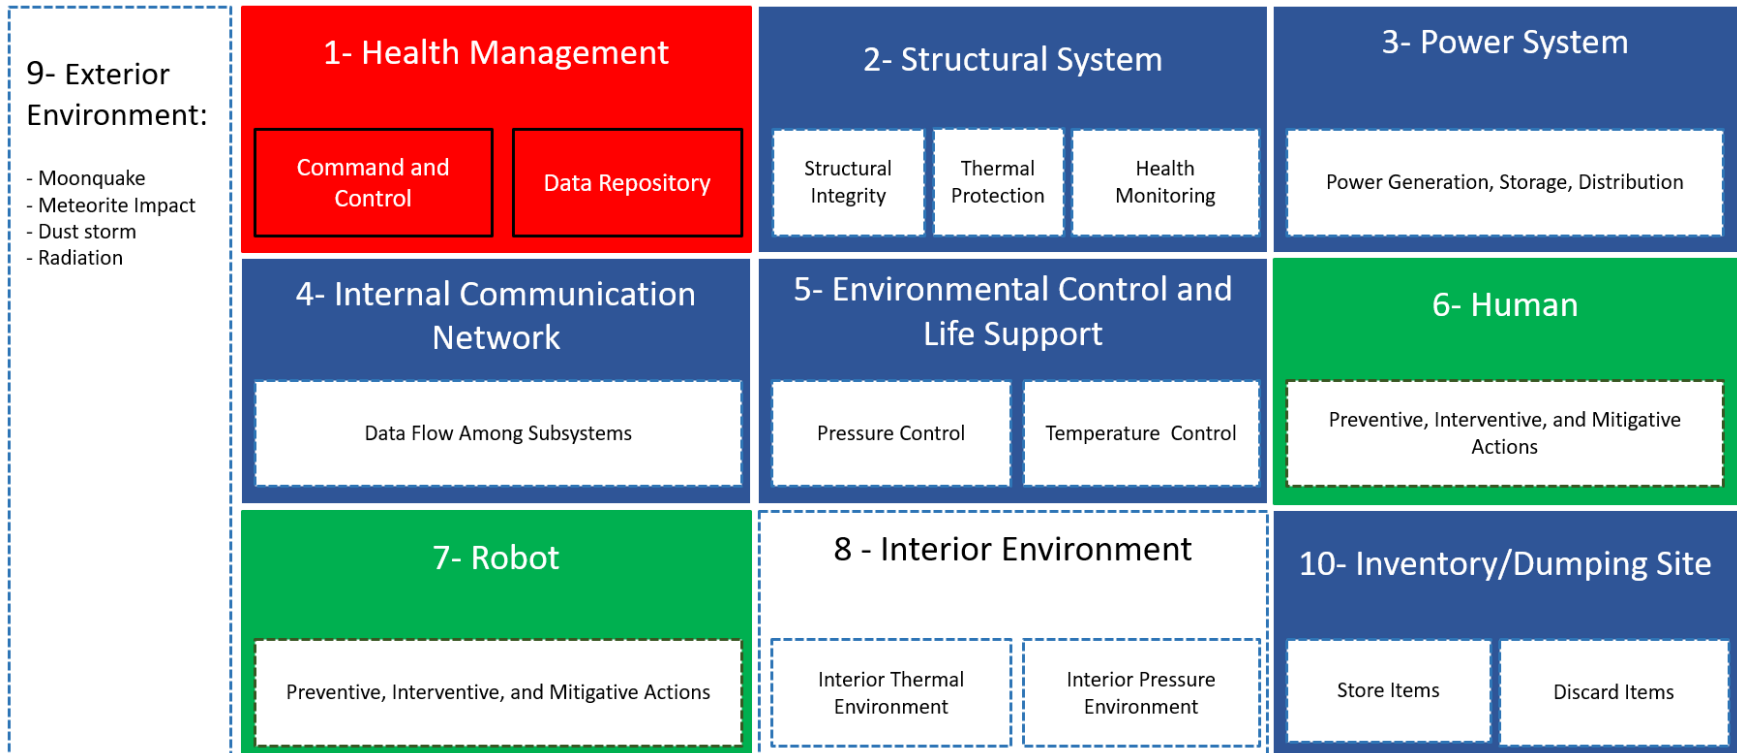 9- Exterior
Environment:
- Moonquake
- Meteorite Impact
- Dust storm
- Radiation
1- Health Management
Command and
Control
Data Repository
2- Structural System
Structural
Integrity
Thermal
Protection
Health
Monitoring
3- Power System
Power Generation, Storage, Distribution
4- Internal Communication
Network
Data Flow Among Subsystems
5- Environmental Control and
Life Support
Pressure Control
Temperature  Control
6- Human
Preventive, Interventive, and Mitigative
Actions
7- Robot
Preventive, Interventive, and Mitigative Actions
8 - Interior Environment
Interior Thermal
Environment
Interior Pressure
Environment
10- Inventory/Dumping Site
Store Items
Discard Items